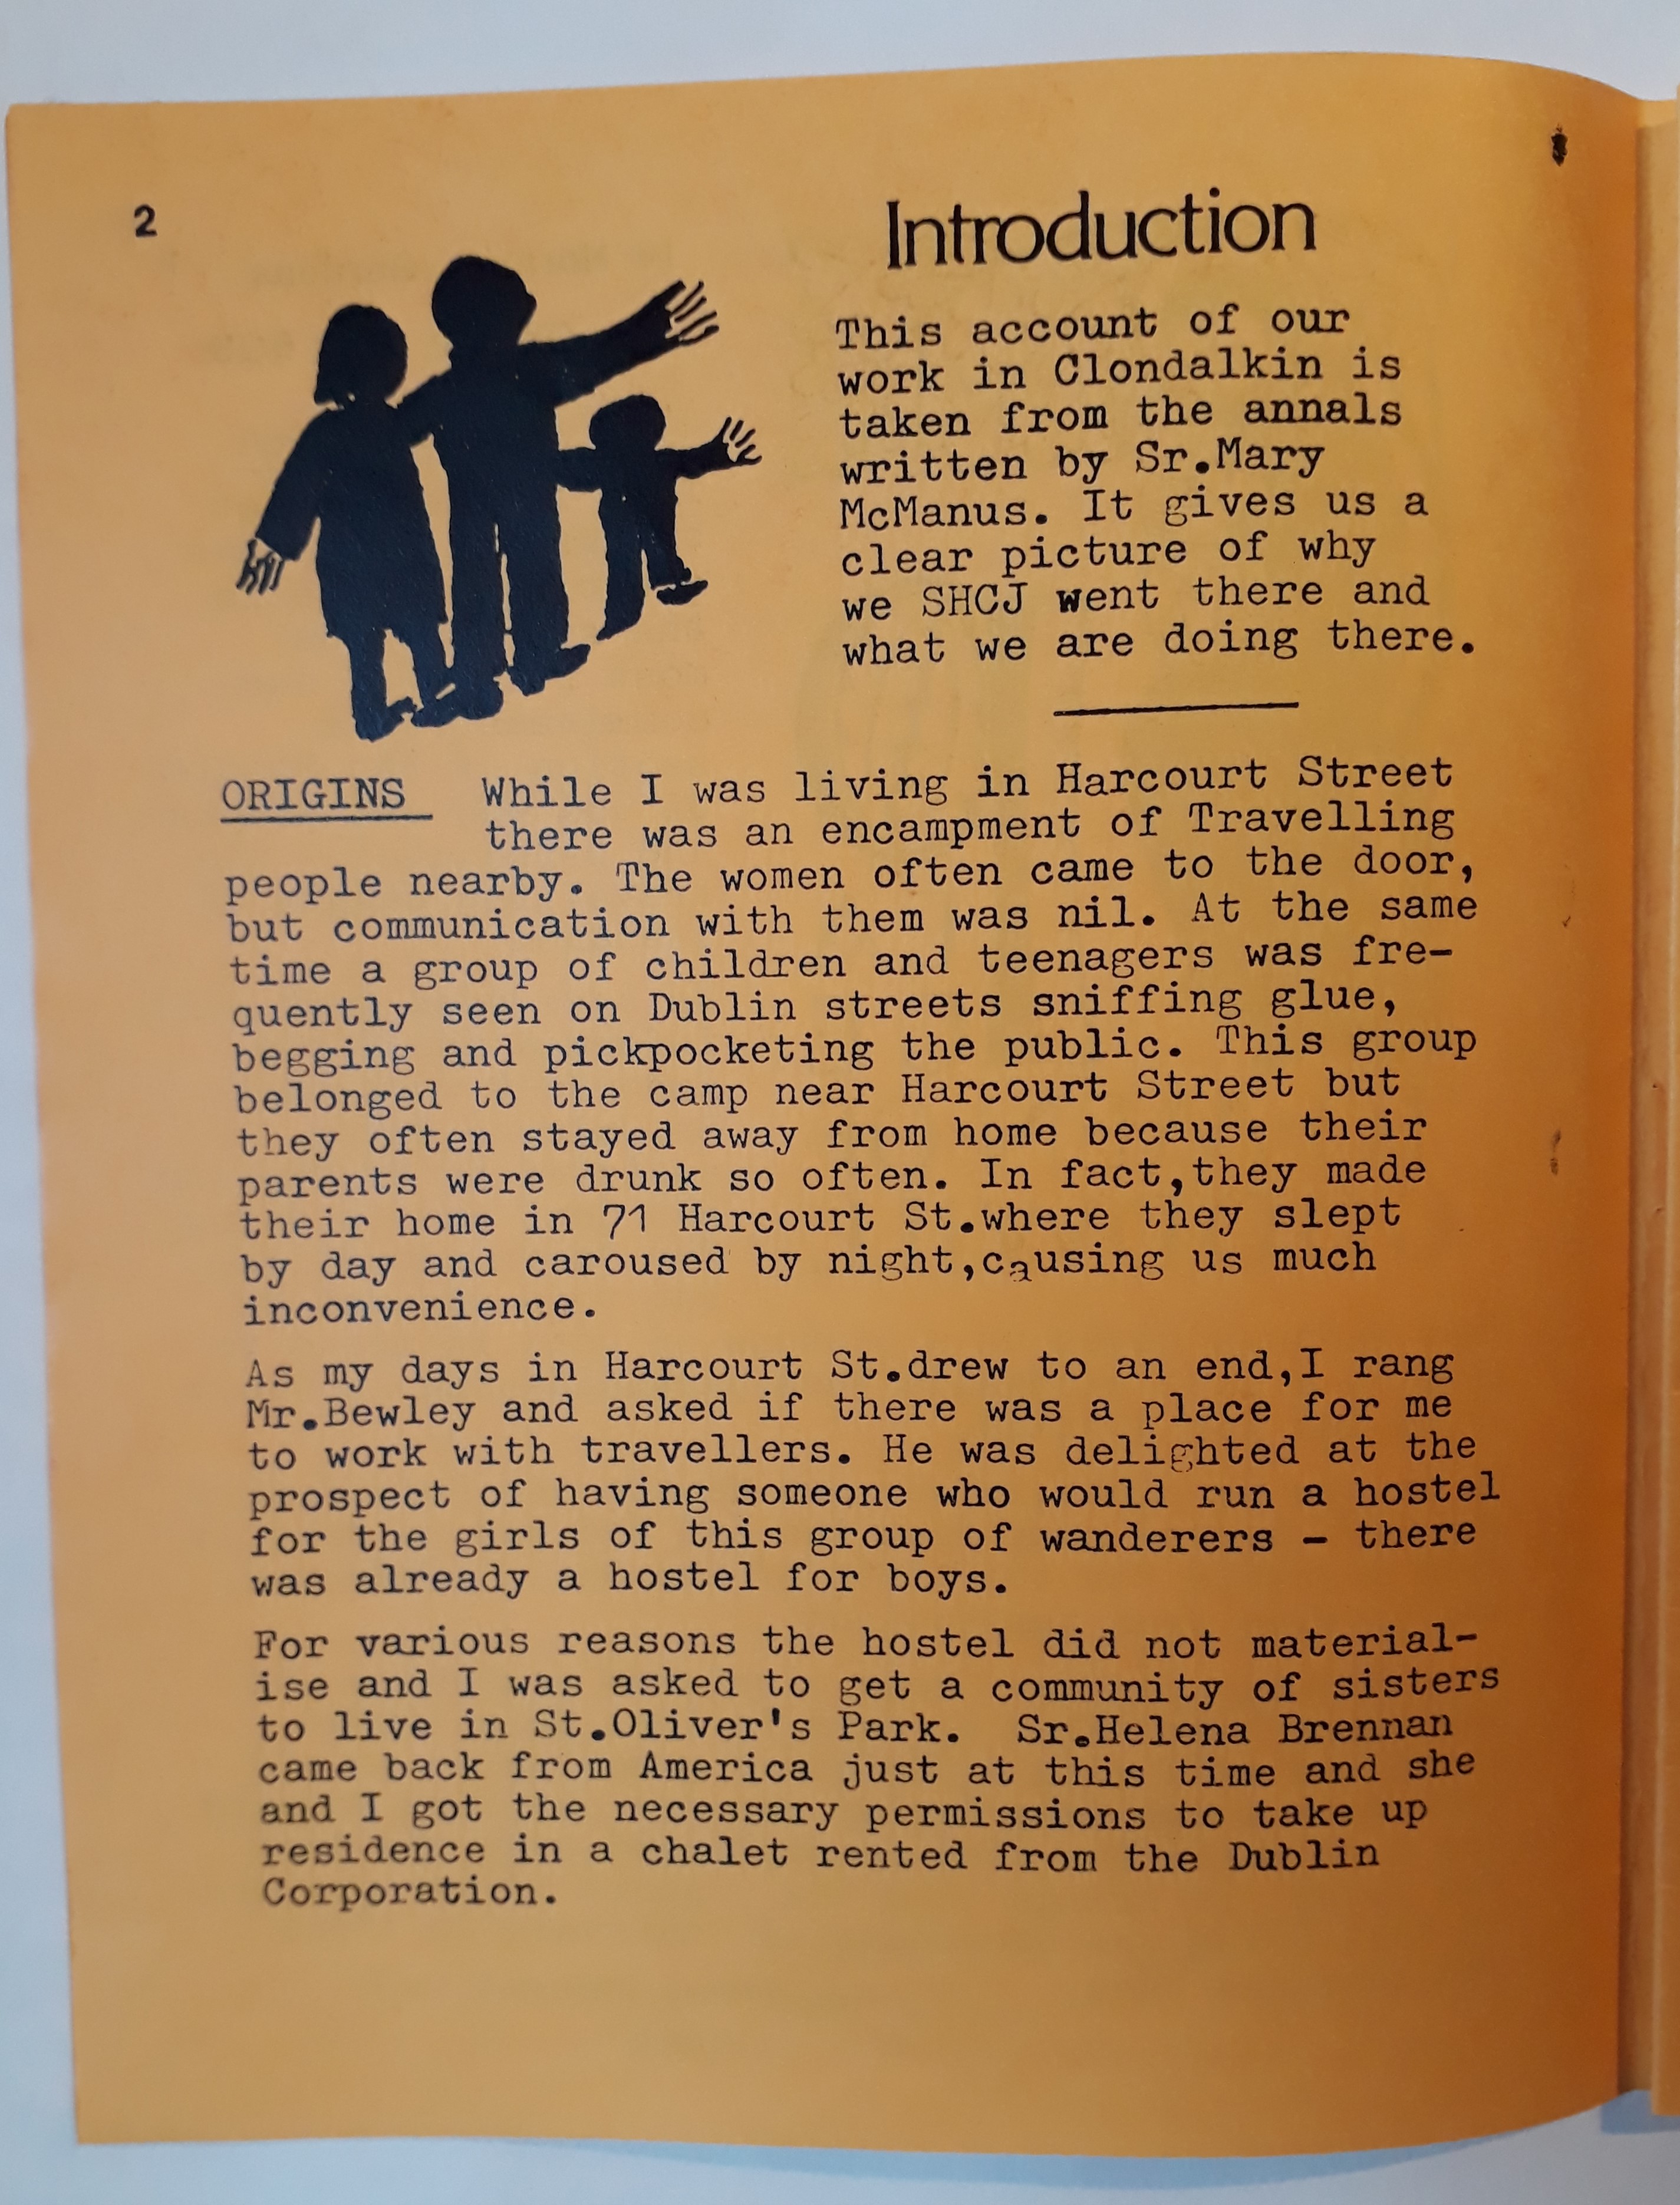 2
Introduction
This account of our
work in Clondalkin is
taken from the annals
written by Sr.Mary
McManus. It gives us a
clear picture of why
we SHCJ went there and
what we are doing there.
ORIGINS While I was living in Harcourt Street
there was an encampment of Travelling
people nearby. The women often came to the door,
but communication with them was nil. At the same
time a group of children and teenagers was fre-
quently seen on Dublin streets sniffing glue,
begging and pickpocketing the public. This group
belonged to the camp near Harcourt Street but
they often stayed away from home because their
parents were drunk so often. In fact,they made
their home in 71 Harcourt St.where they slept
by day and caroused by night,causing us much
inconvenience.
As my days in Harcourt St.drew to an end,I rang
Mr.Bewley and asked if there was a place for me
to work with travellers. He was delighted at the
prospect of having someone who would run a hostel
for the girls of this group of wanderers - there
was already a hostel for boys.
For various reasons the hostel did not material-
ise and I was asked to get a community of sisters
to live in St.Oliver's Park. Sr.Helena Brennan
came back from America just at this time and she
and I got the necessary permissions to take up
residence in a chalet rented from the Dublin
Corporation.